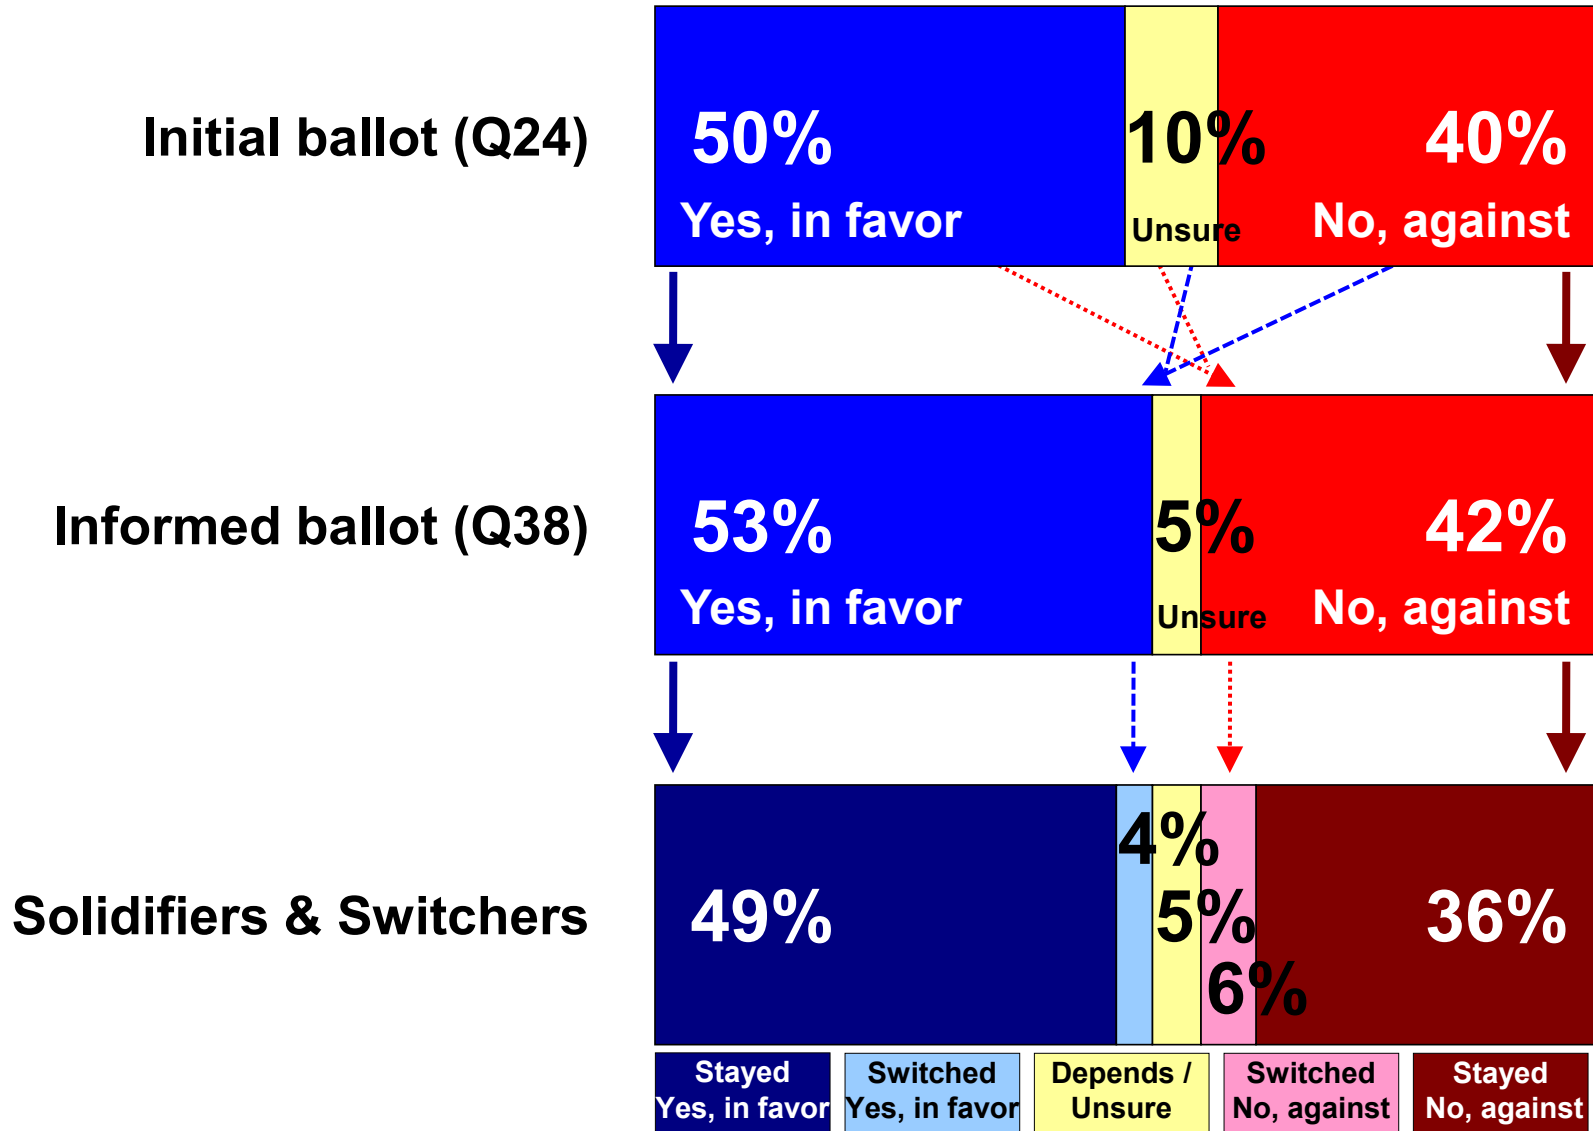 Initial ballot (Q24)
50%
10%
40%
Yes, in favor
Unsure
No, against
Informed ballot (Q38)
53%
5%
42%
Yes, in favor
Unsure
No, against
Solidifiers & Switchers
49%
4%
5%
6%
36%
Stayed
Yes, in favor
Switched
Yes, in favor
Depends /
Unsure
Switched
No, against
Stayed
No, against